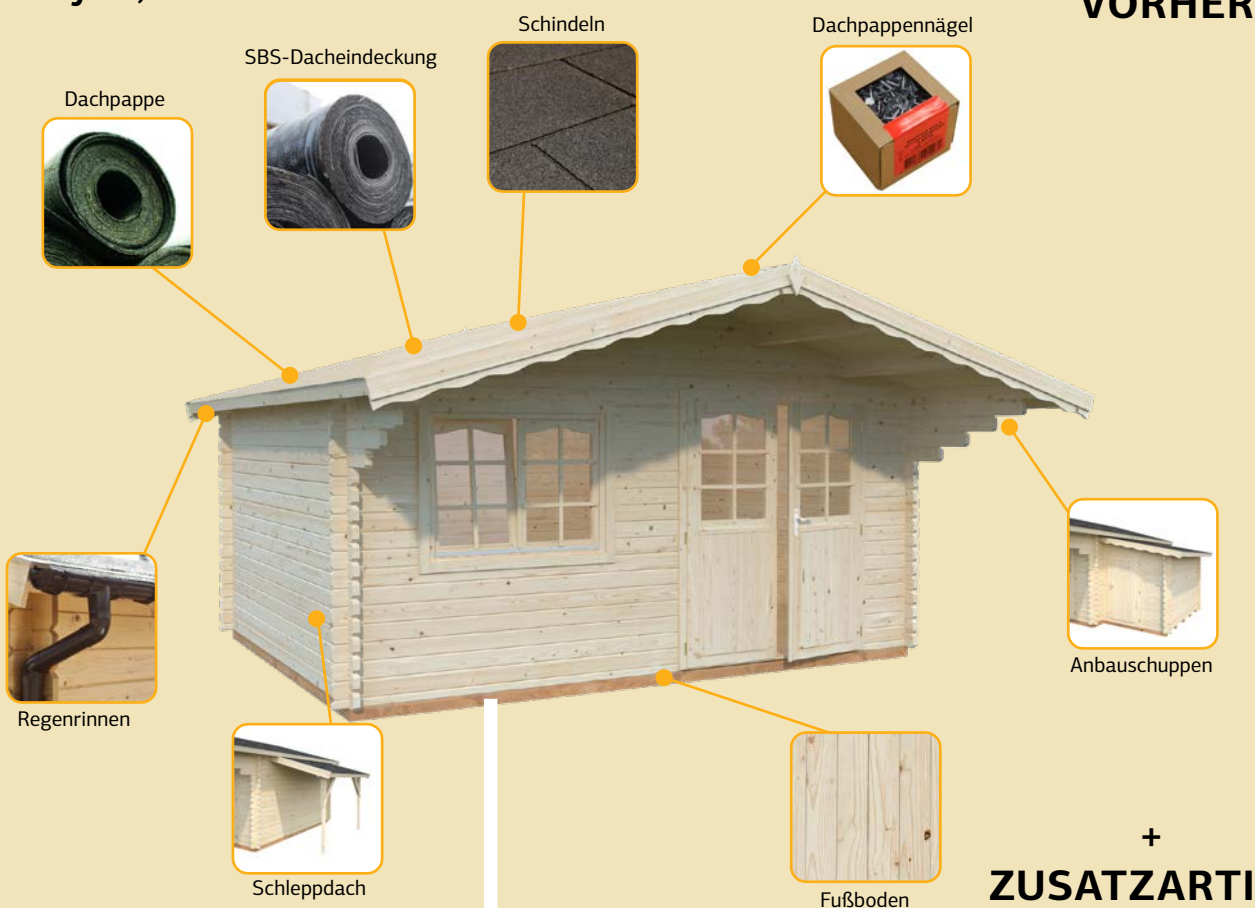 VORHER
Schindeln
Dachpappennägel
SBS-Dacheindeckung
Dachpappe
Anbauschuppen
Regenrinnen
+
Schleppdach
ZUSATZARTI
Fußboden